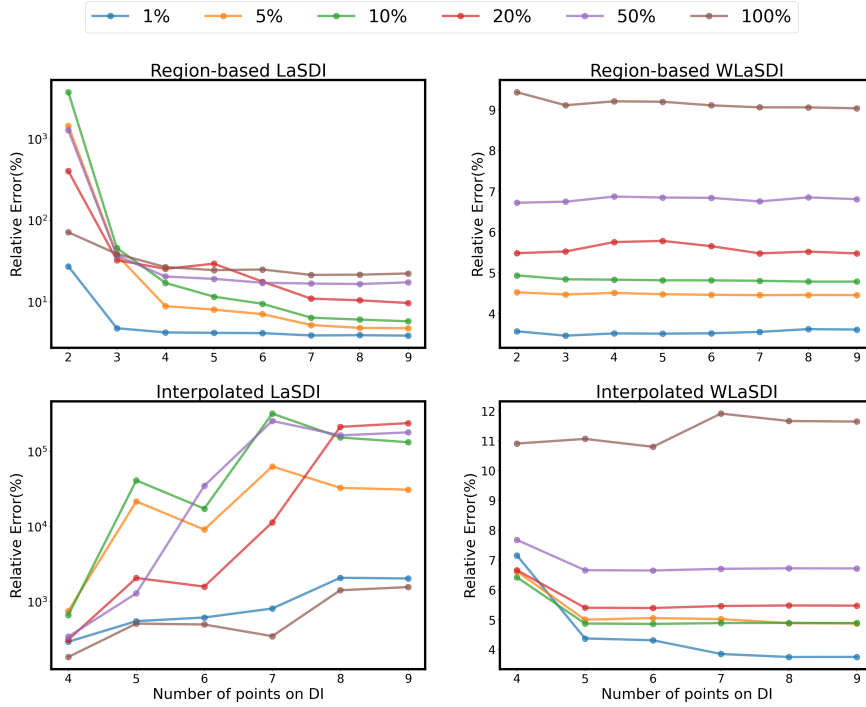 1% 5% 10% 20% 50% 100%
Region-based LaSDI
Relative Error(%)
10³
10²
10¹
2 3 4 5 6 7 8 9
Region-based WLaSDI
Relative Error(%)
9
8
7
6
5
4
2 3 4 5 6 7 8 9
Interpolated LaSDI
Relative Error(%)
10⁵
10⁴
10³
4 5 6 7 8 9
Number of points on DI
Interpolated WLaSDI
Relative Error(%)
12
11
10
9
8
7
6
5
4
4 5 6 7 8 9
Number of points on DI